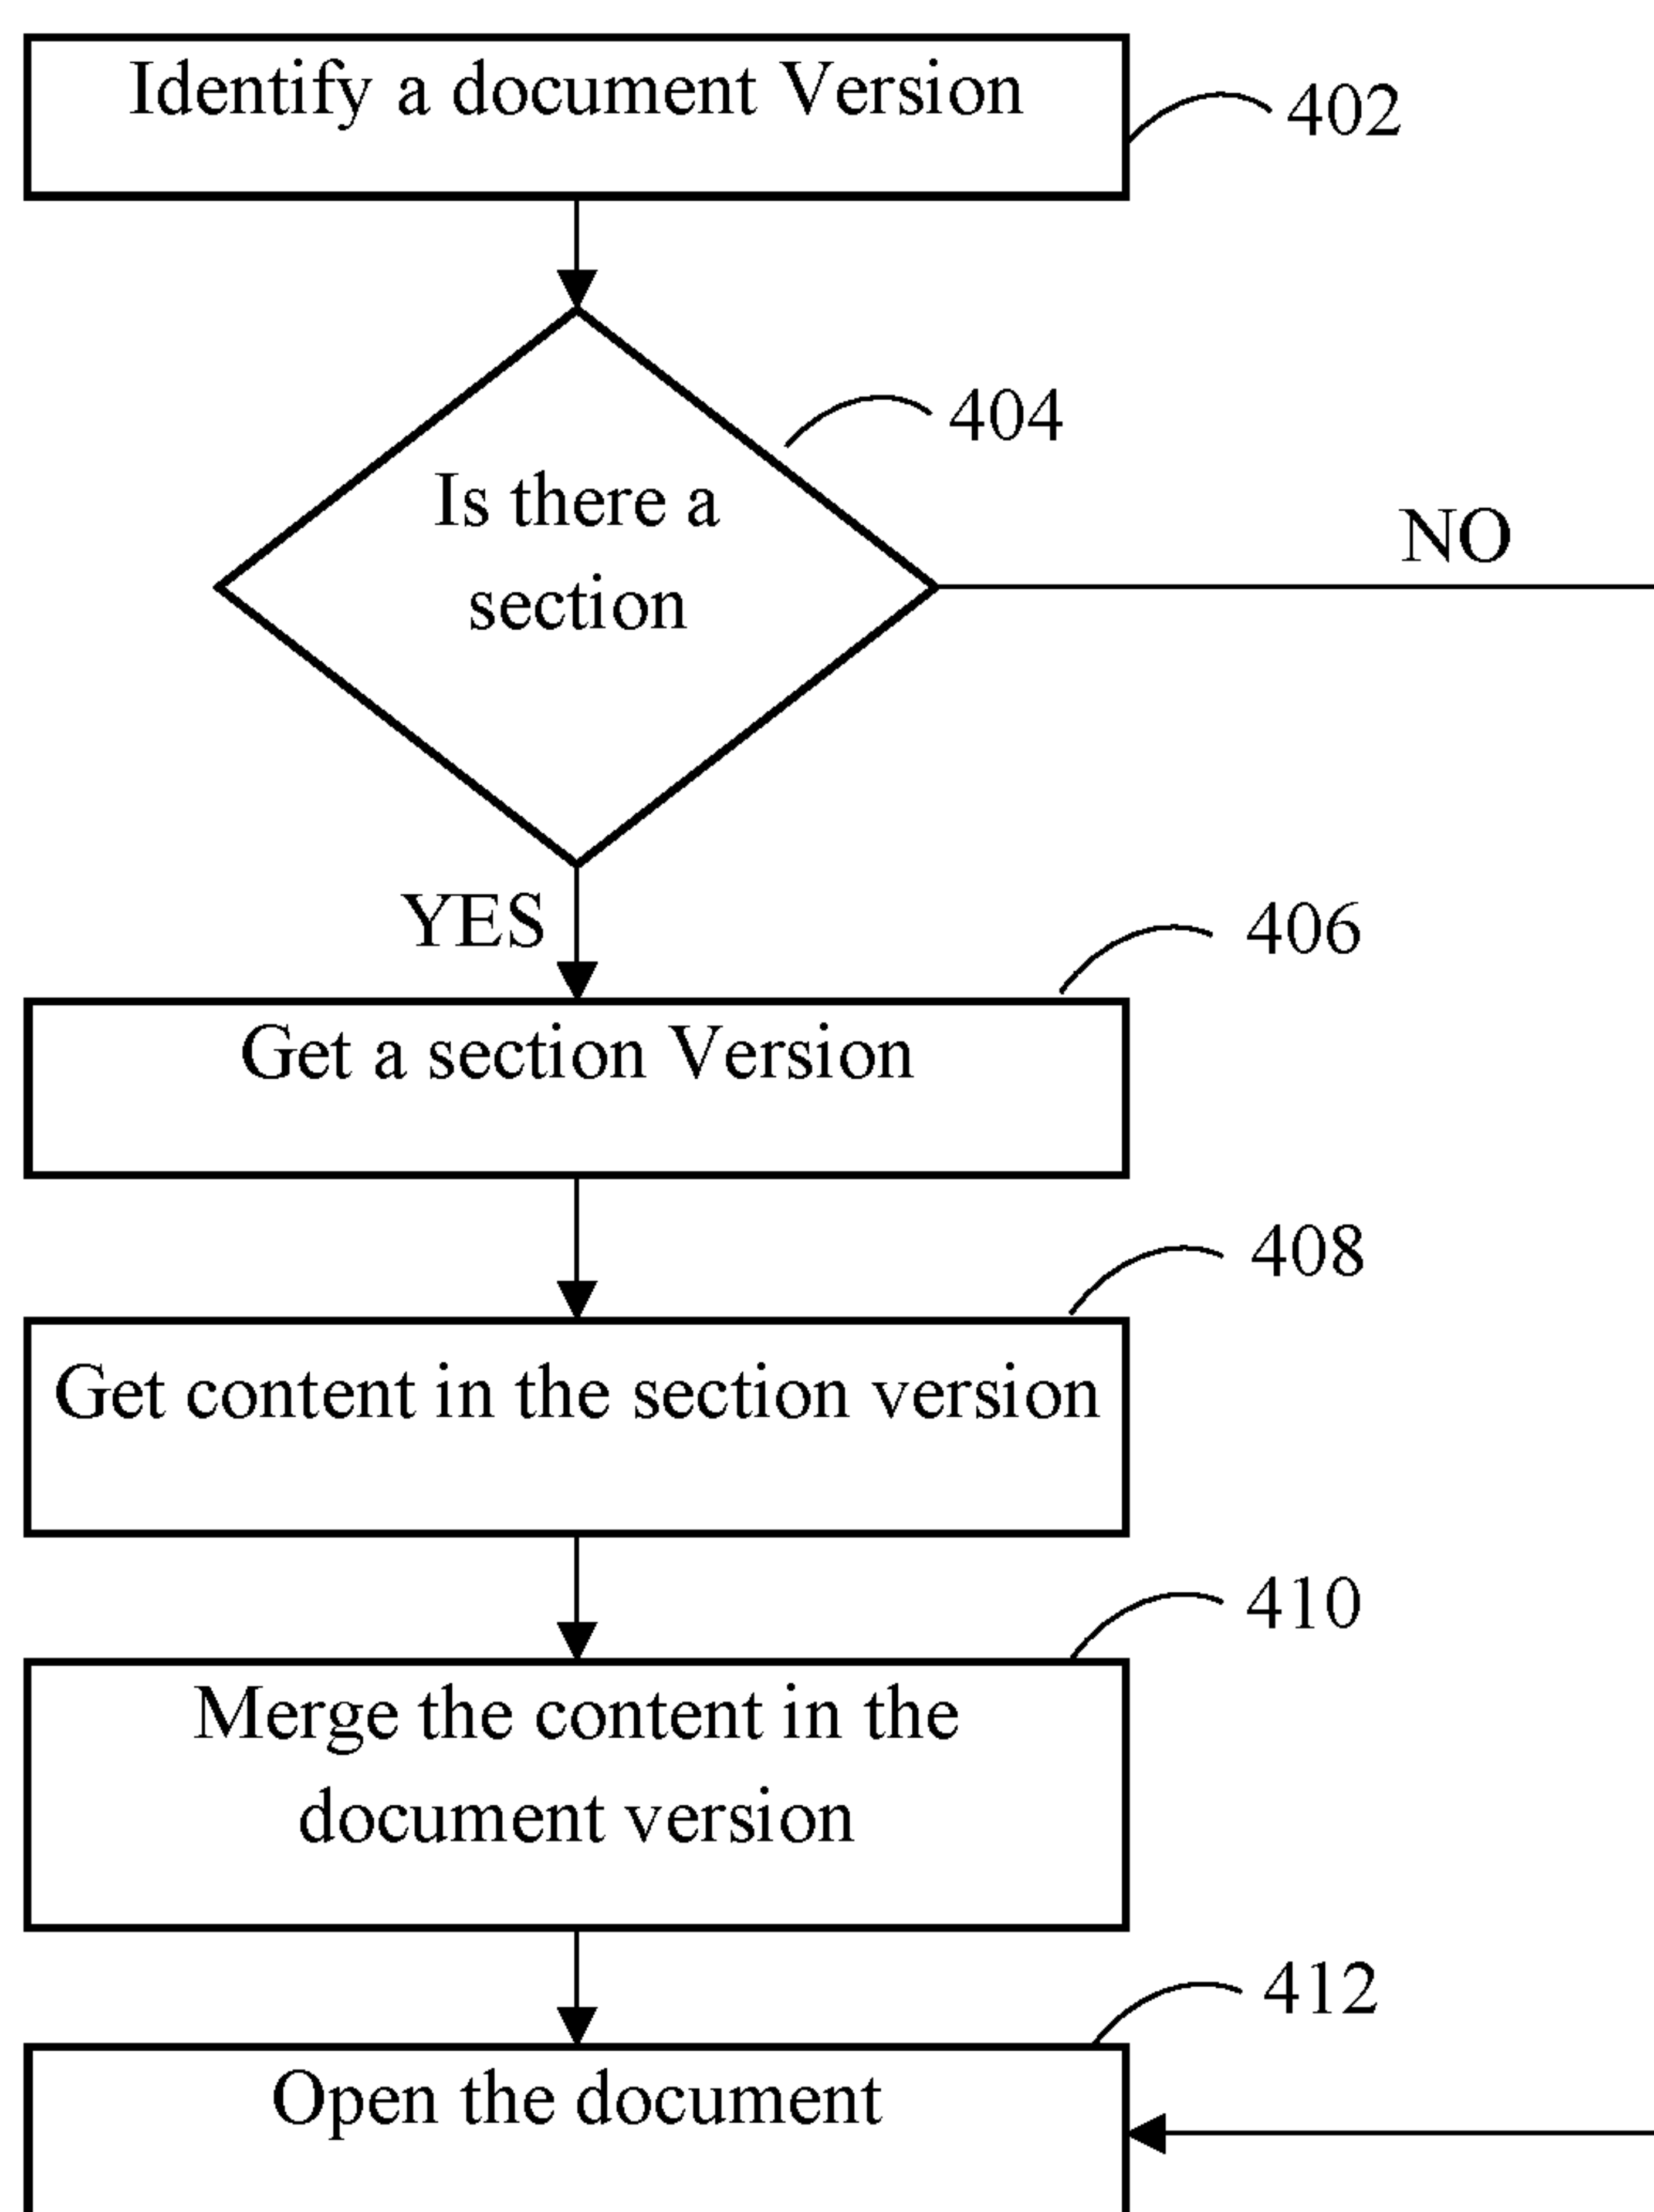 Identify a document Version
402
404
Is there a
section
NO
YES
406
Get a section Version
408
Get content in the section version
410
Merge the content in the
document version
412
Open the document